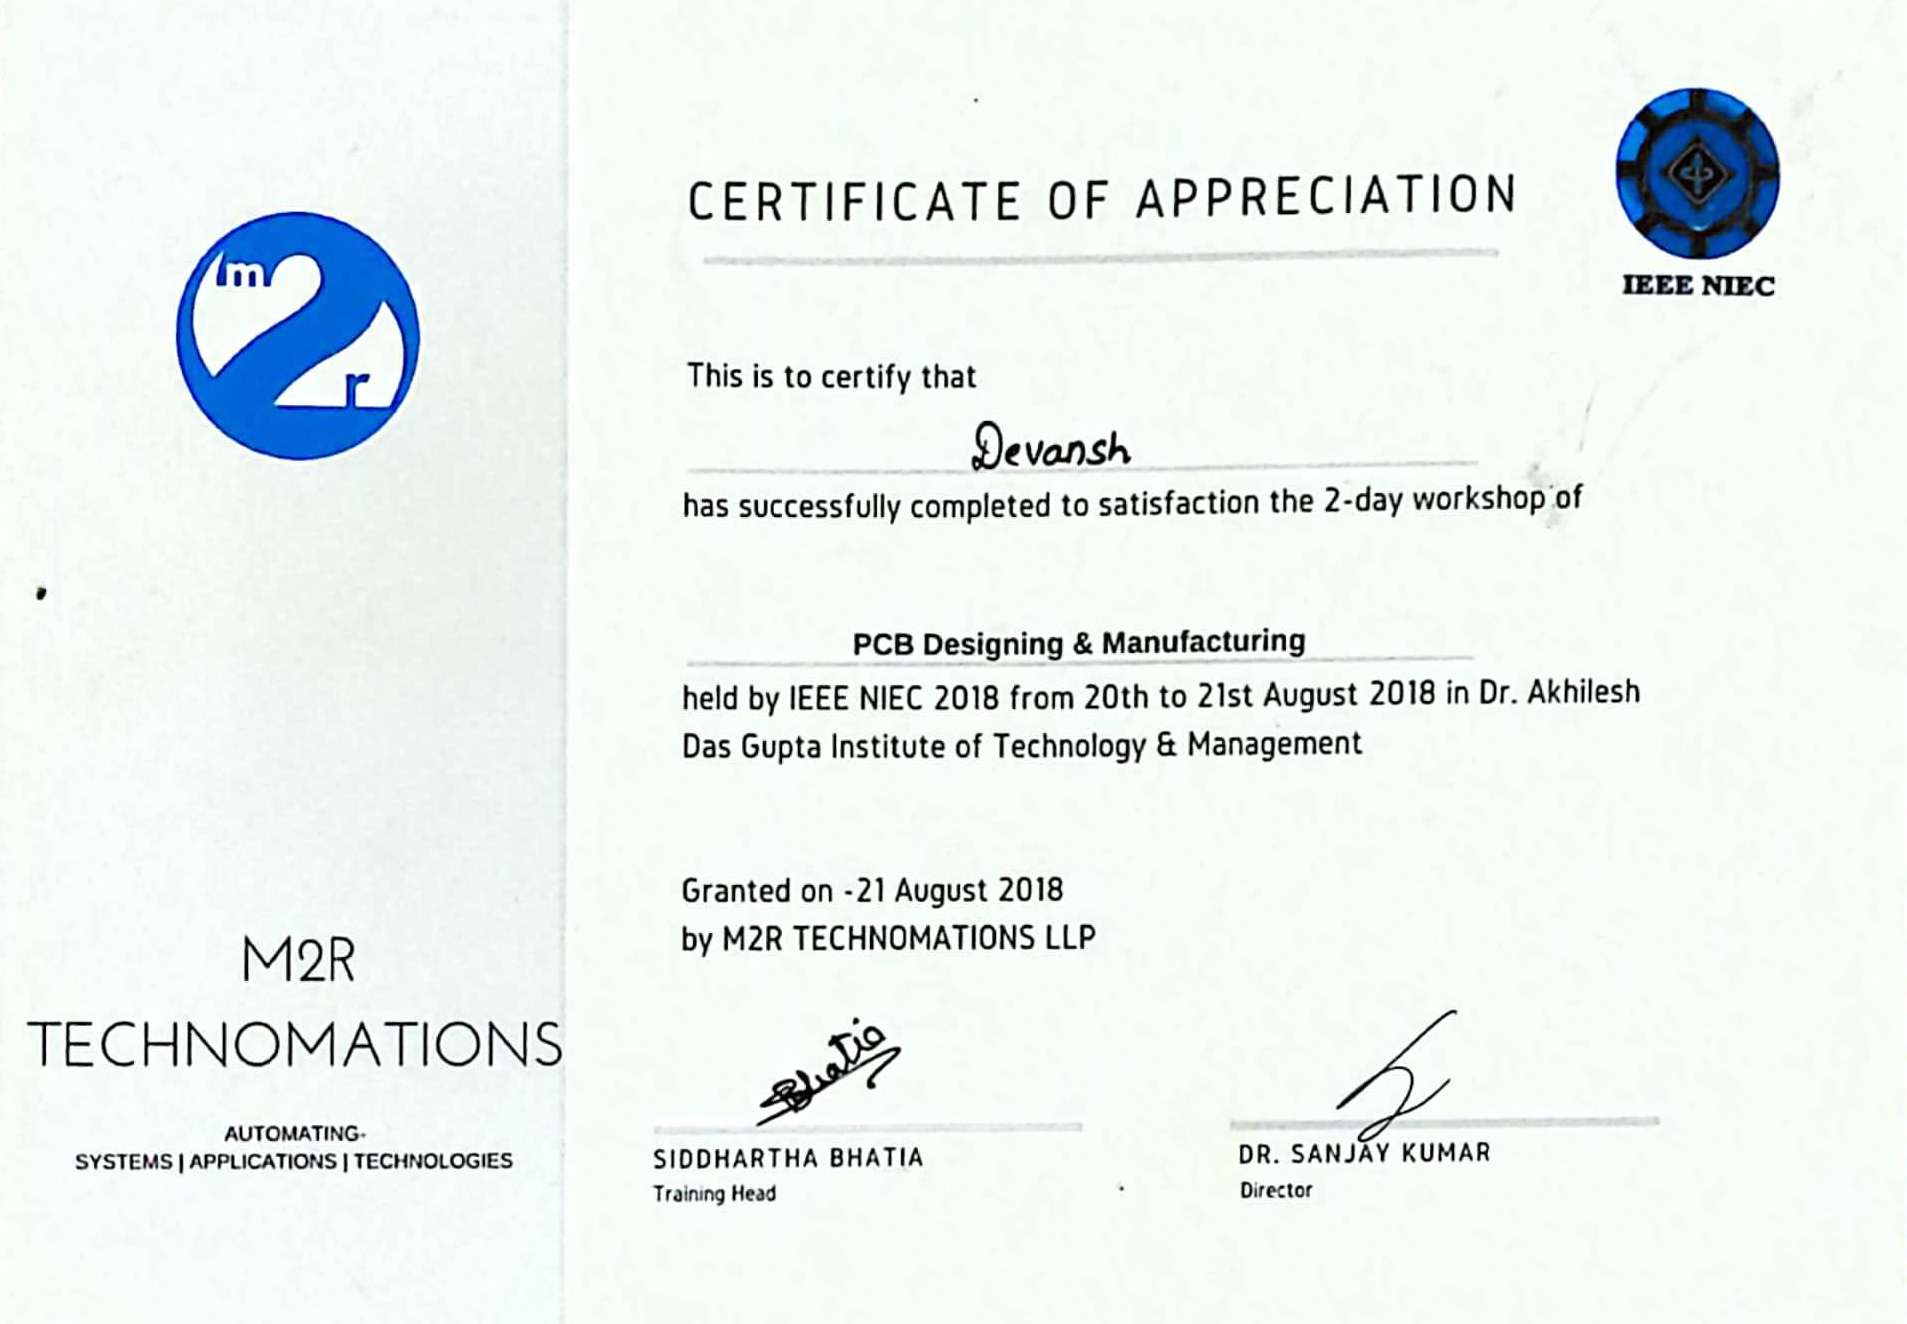 m2r
M2R
TECHNOMATIONS
AUTOMATING-
SYSTEMS | APPLICATIONS | TECHNOLOGIES
CERTIFICATE OF APPRECIATION
IEEE NIEC
This is to certify that
Devansh
has successfully completed to satisfaction the 2-day workshop of
PCB Designing & Manufacturing
held by IEEE NIEC 2018 from 20th to 21st August 2018 in Dr. Akhilesh
Das Gupta Institute of Technology & Management
Granted on -21 August 2018
by M2R TECHNOMATIONS LLP
Bhatia
SIDDHARTHA BHATIA
Training Head
DR. SANJAY KUMAR
Director